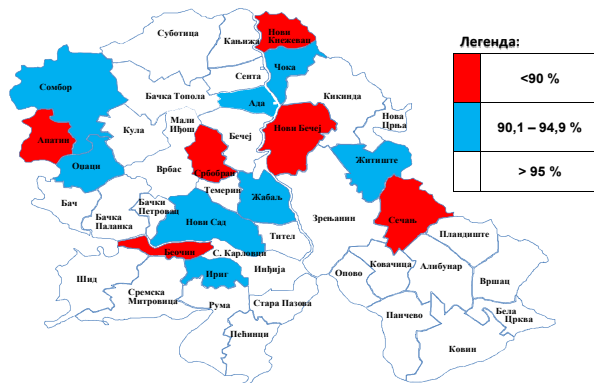 Суботица
Кањижа
Нови
Кнежевац
Легенда:
Чока
Сента
<90 %
Сомбор
Бачка Топола
Ада
Кикинда
Мали
Иђош
Нова
Црња
90,1 – 94,9 %
Кула
Бечеј
Нови Бечеј
Апатин
Оџаци
Врбас
Србобран
Житиште
> 95 %
Темерин
Жабаљ
Бач
Бачки
Петровац
Бачка
Паланка
Нови Сад
Зрењанин
Сечањ
Тител
Пландиште
Беочин
С. Карловци
Шид
Ириг
Инђија
Опово
Ковачица
Алибунар
Вршац
Сремска
Митровица
Рума
Стара Пазова
Панчево
Бела
Црква
Пећинци
Ковин